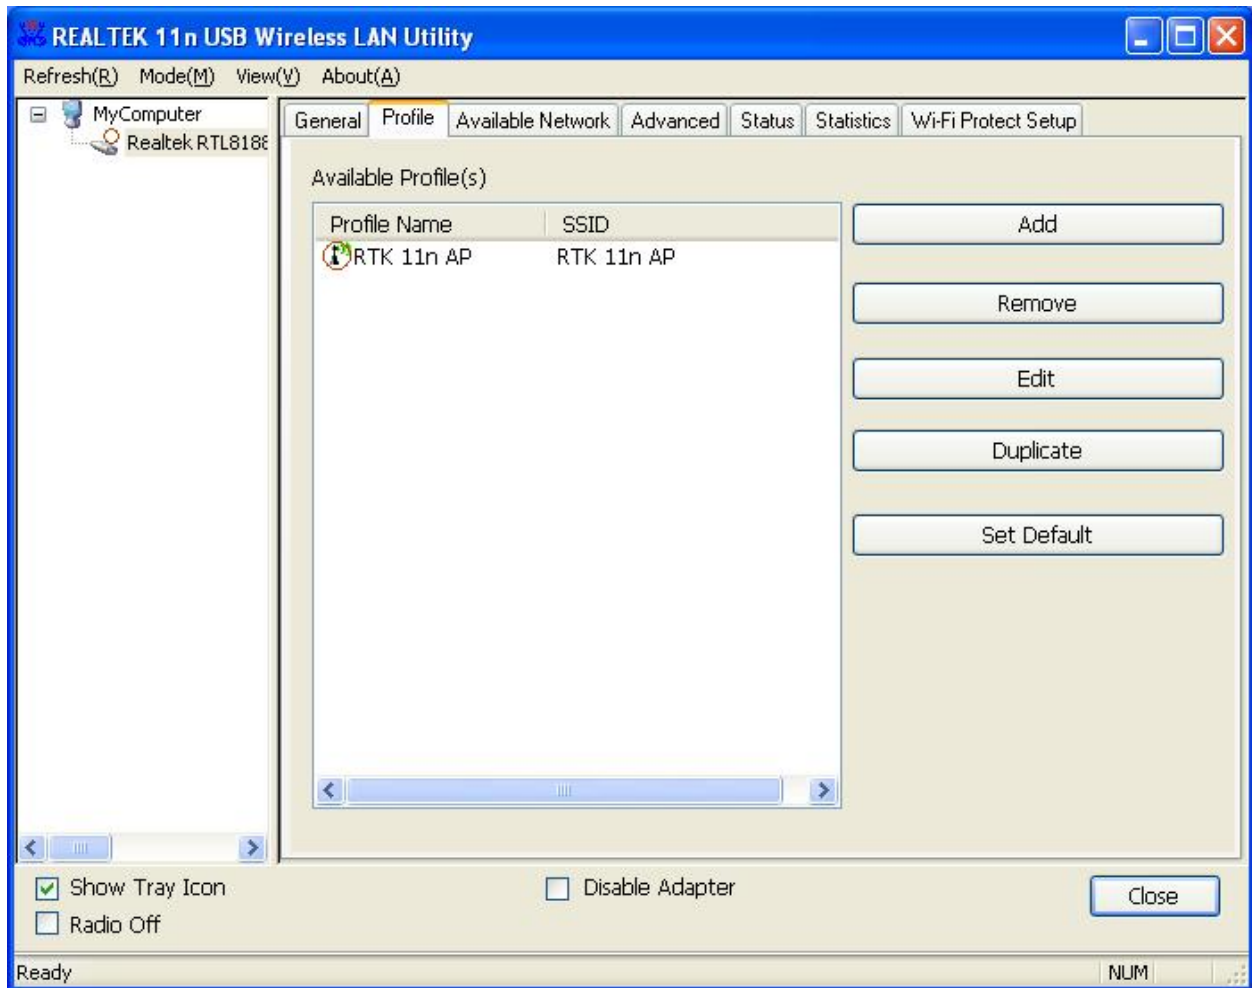 REALTEK 11n USB Wireless LAN Utility
Refresh(R) Mode(M) View(V) About(A)
MyComputer
Realtek RTL8188
General Profile Available Network Advanced Status Statistics Wi-Fi Protect Setup
Available Profile(s)
Profile Name SSID
RTK 11n AP RTK 11n AP
Add
Remove
Edit
Duplicate
Set Default
Show Tray Icon
Disable Adapter
Radio Off
Close
Ready
NUM